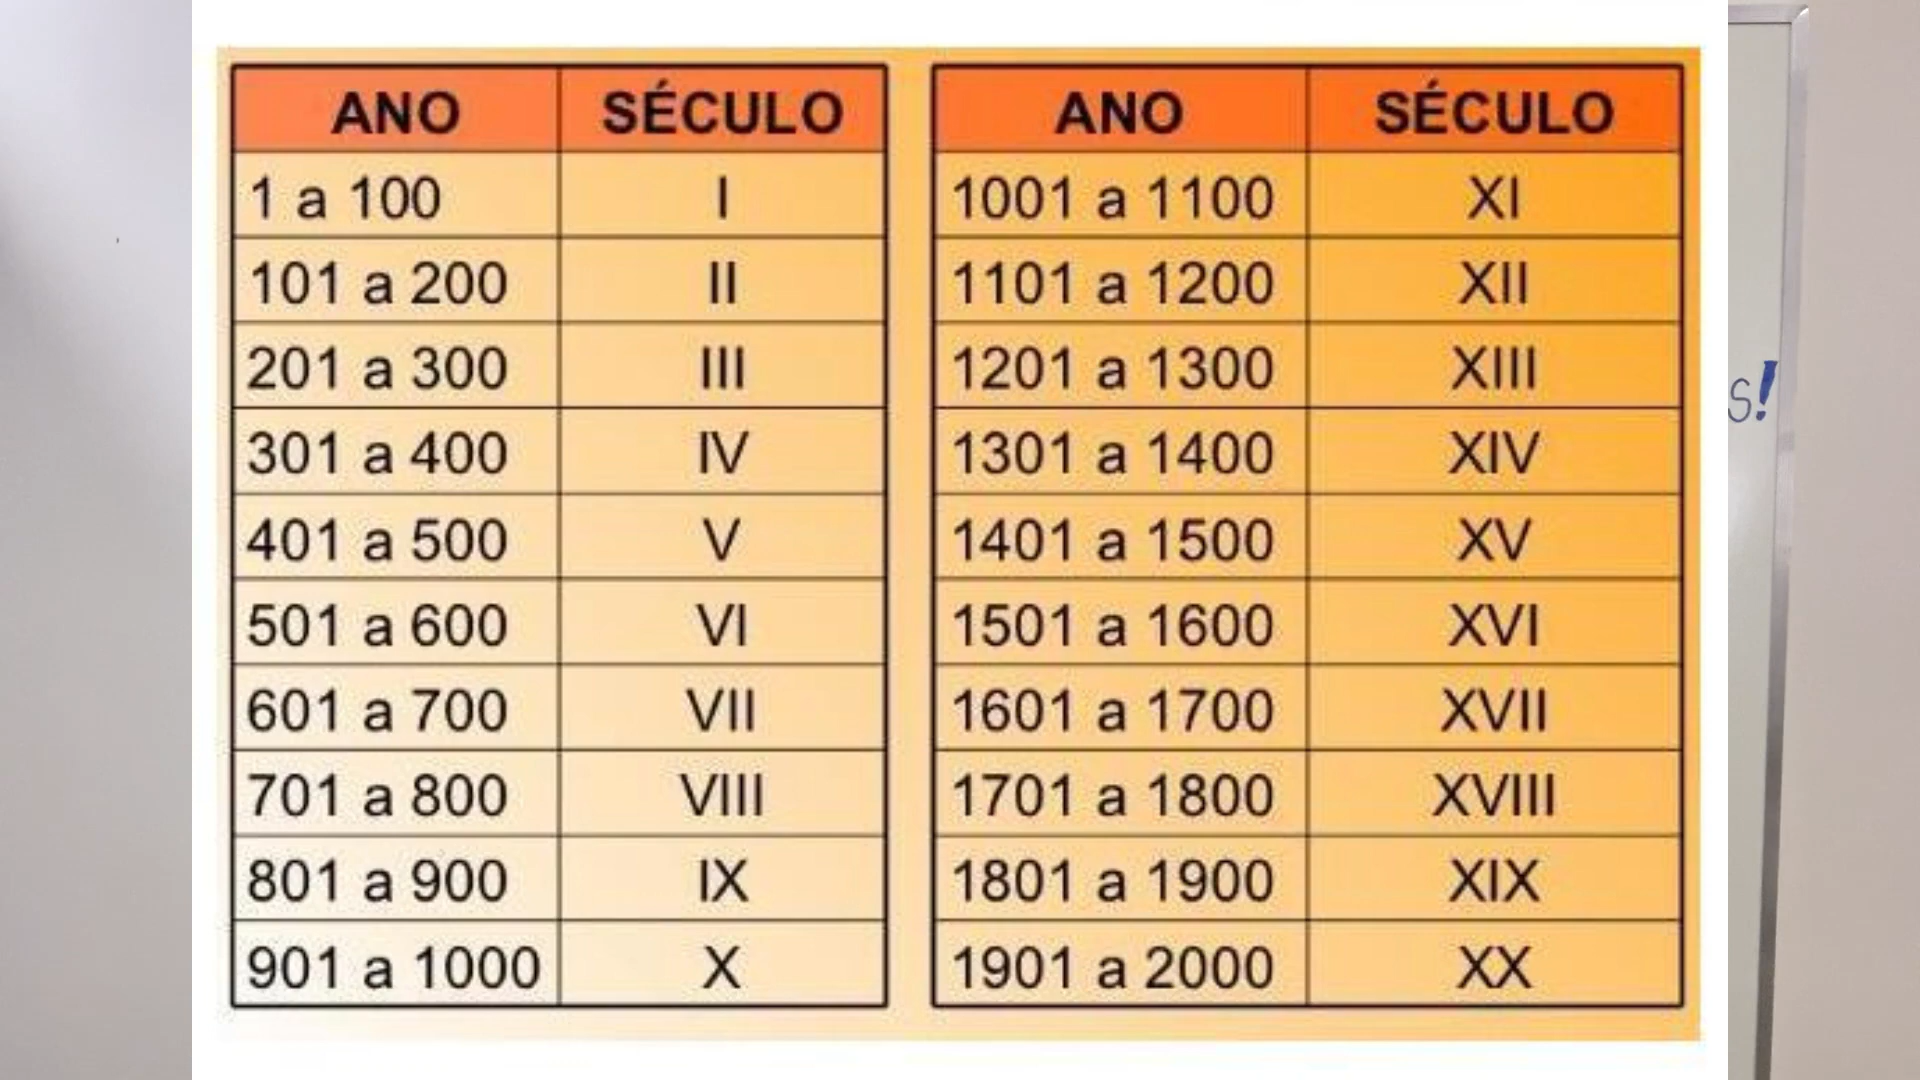 ANO SÉCULO
1 a 100 I
101 a 200 II
201 a 300 III
301 a 400 IV
401 a 500 V
501 a 600 VI
601 a 700 VII
701 a 800 VIII
801 a 900 IX
901 a 1000 X
ANO SÉCULO
1001 a 1100 XI
1101 a 1200 XII
1201 a 1300 XIII
1301 a 1400 XIV
1401 a 1500 XV
1501 a 1600 XVI
1601 a 1700 XVII
1701 a 1800 XVIII
1801 a 1900 XIX
1901 a 2000 XX